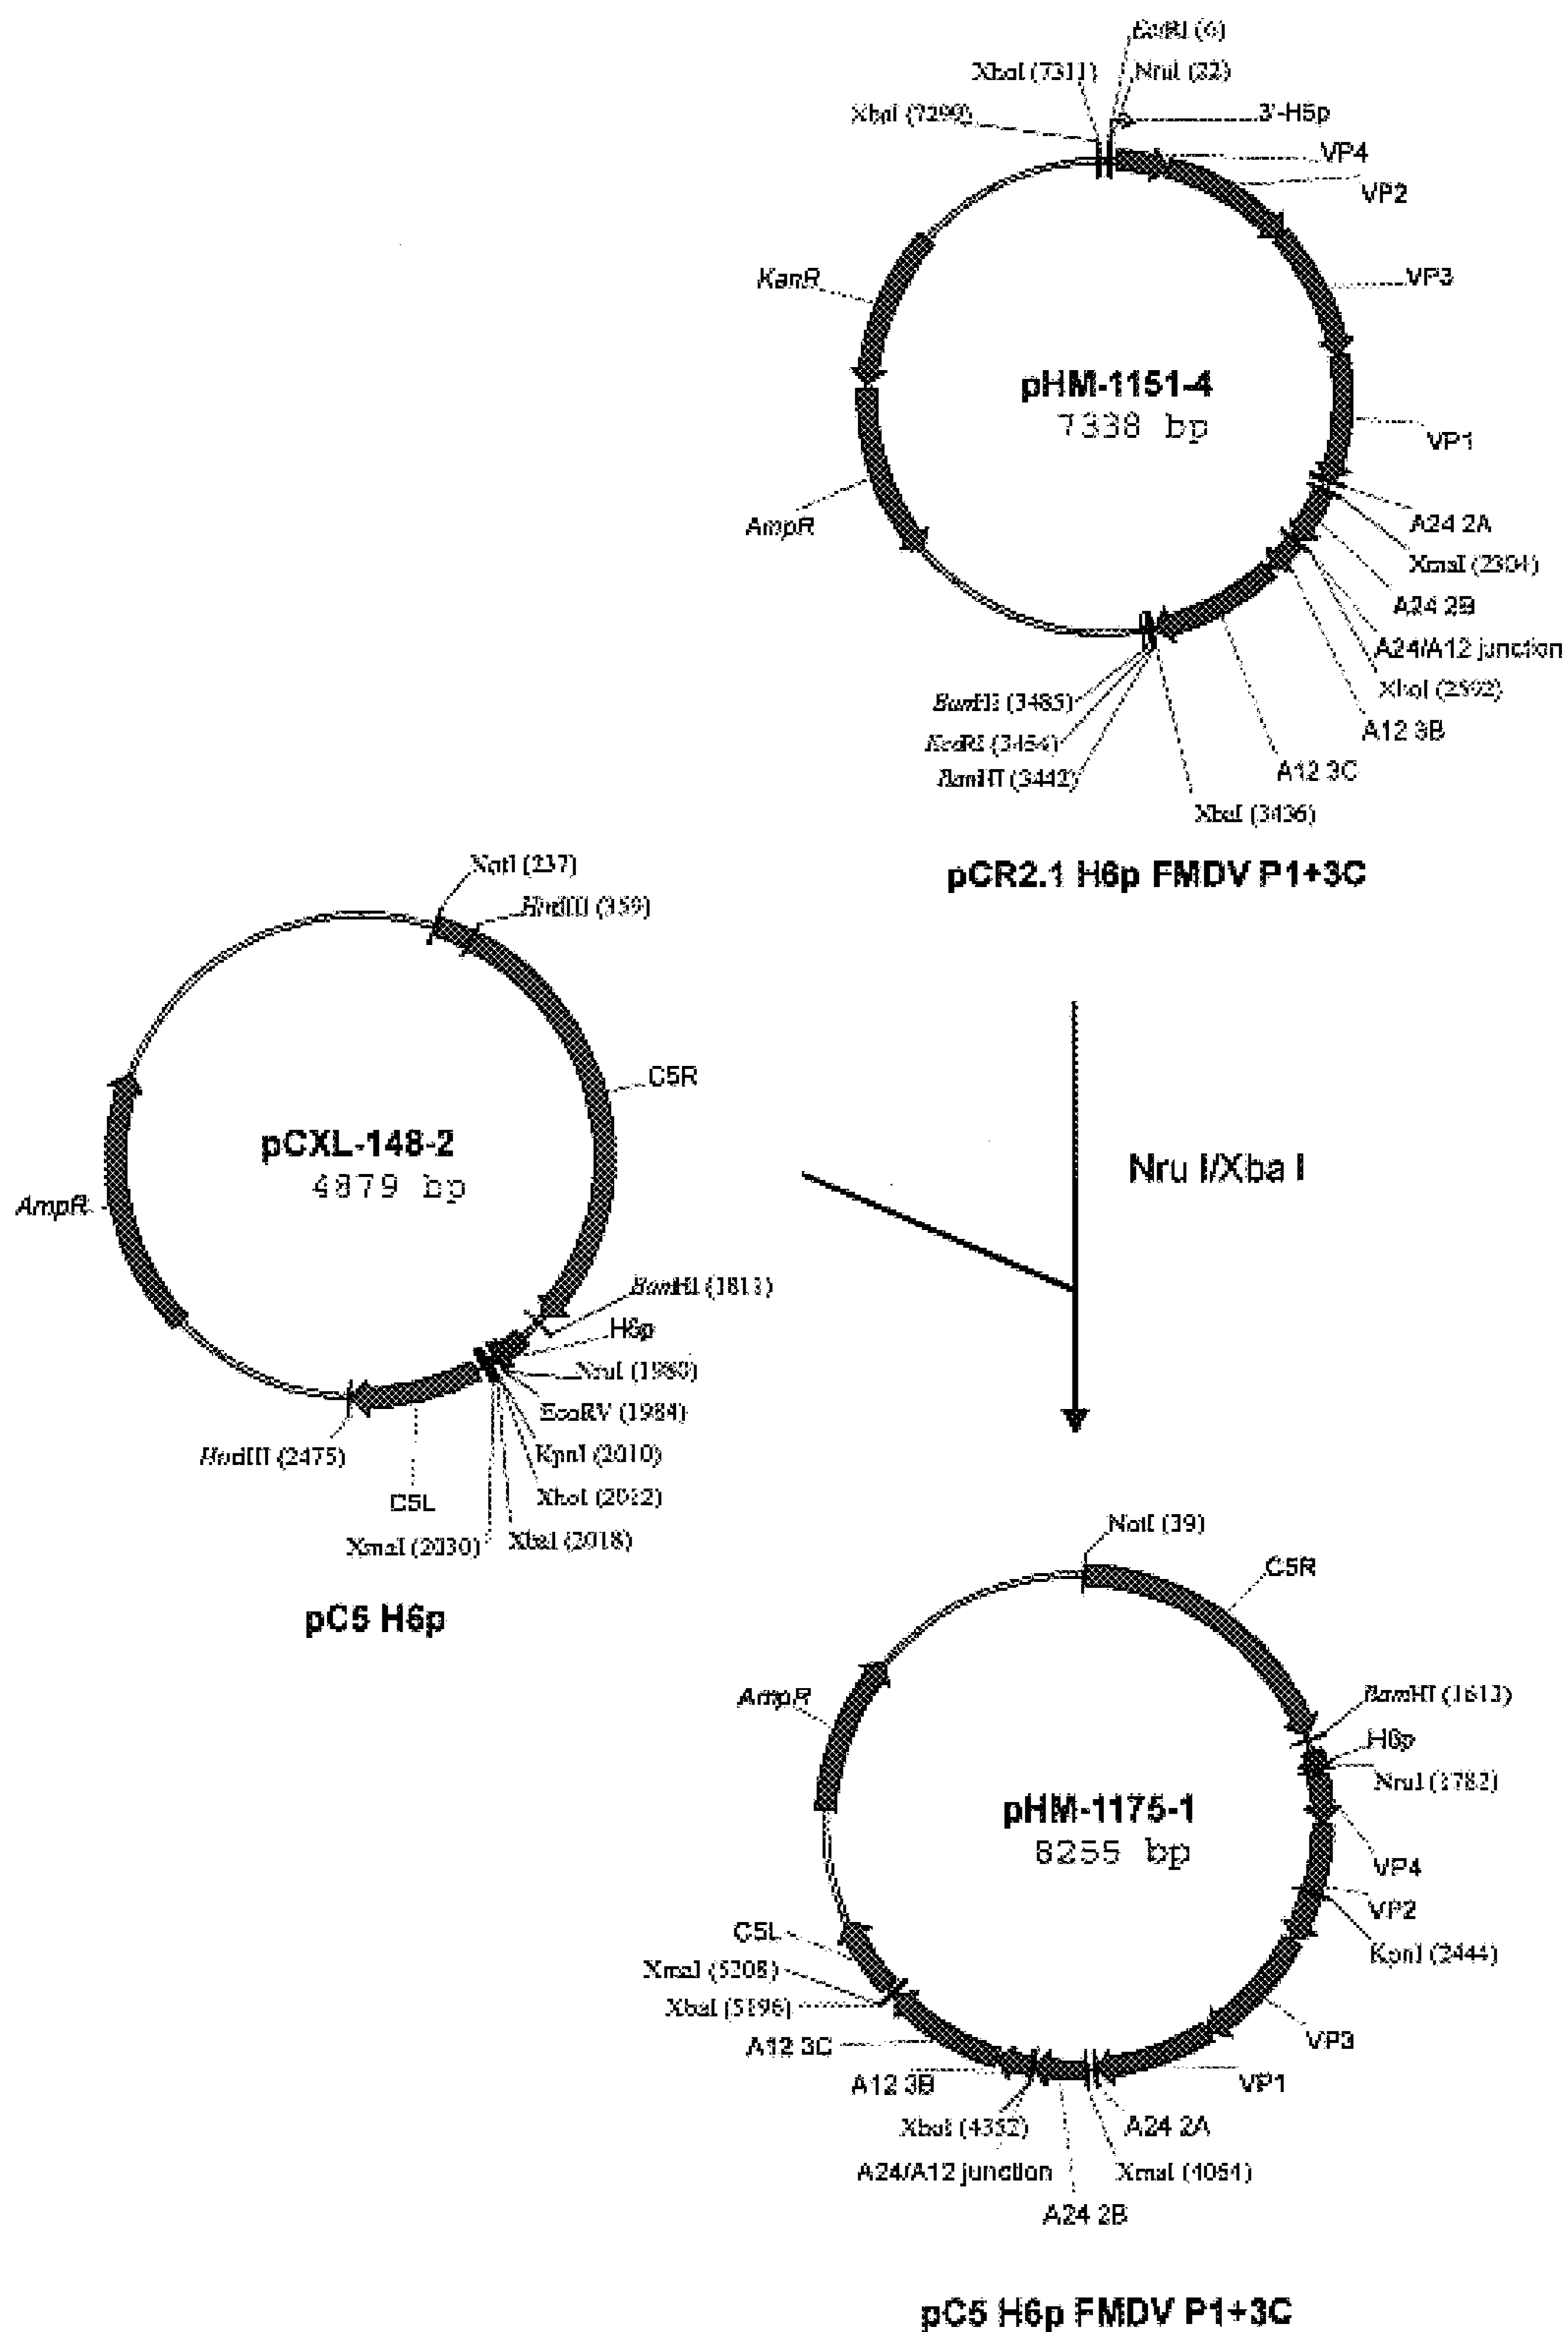 EcoRI (6)
XhoI (7311)
NruI (22)
XbaI (7299)
3'-H6p
VP4
VP2
KanR
VP3
pHM-1151-4
7338 bp
VP1
AmpR
A24 2A
XmaI (2304)
A24 2B
A24/A12 junction
XhoI (2592)
BamHI (3485)
A12 3B
EcoRI (3454)
A12 3C
BamHI (3442)
XbaI (3436)
pCR2.1 H6p FMDV P1+3C
NotI (237)
HindIII (359)
C5R
pCXL-148-2
4879 bp
Nru I/Xba I
AmpR
BamHI (1811)
H6p
NruI (1980)
EcoRV (1984)
HindIII (2475)
KpnI (2010)
XhoI (2012)
C5L
XmaI (2030)
XbaI (2018)
pC5 H6p
NotI (39)
C5R
AmpR
BamHI (1613)
H6p
NruI (1782)
pHM-1175-1
8255 bp
VP4
VP2
C5L
KpnI (2444)
XmaI (5208)
XbaI (5196)
A12 3C
VP3
A12 3B
VP1
XhoI (4352)
A24 2A
A24/A12 junction
XmaI (4064)
A24 2B
pC5 H6p FMDV P1+3C